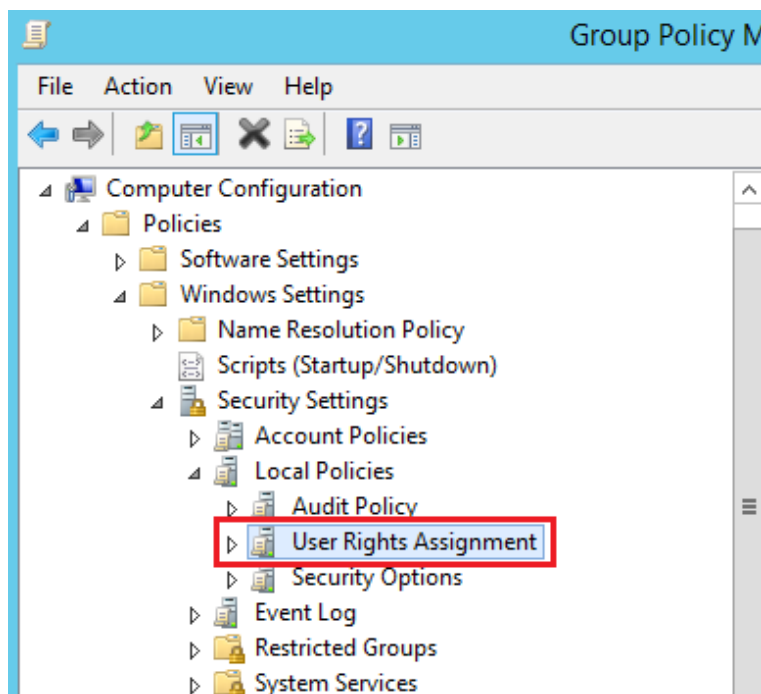 Group Policy M
File Action View Help
Computer Configuration
Policies
Software Settings
Windows Settings
Name Resolution Policy
Scripts (Startup/Shutdown)
Security Settings
Account Policies
Local Policies
Audit Policy
User Rights Assignment
Security Options
Event Log
Restricted Groups
System Services